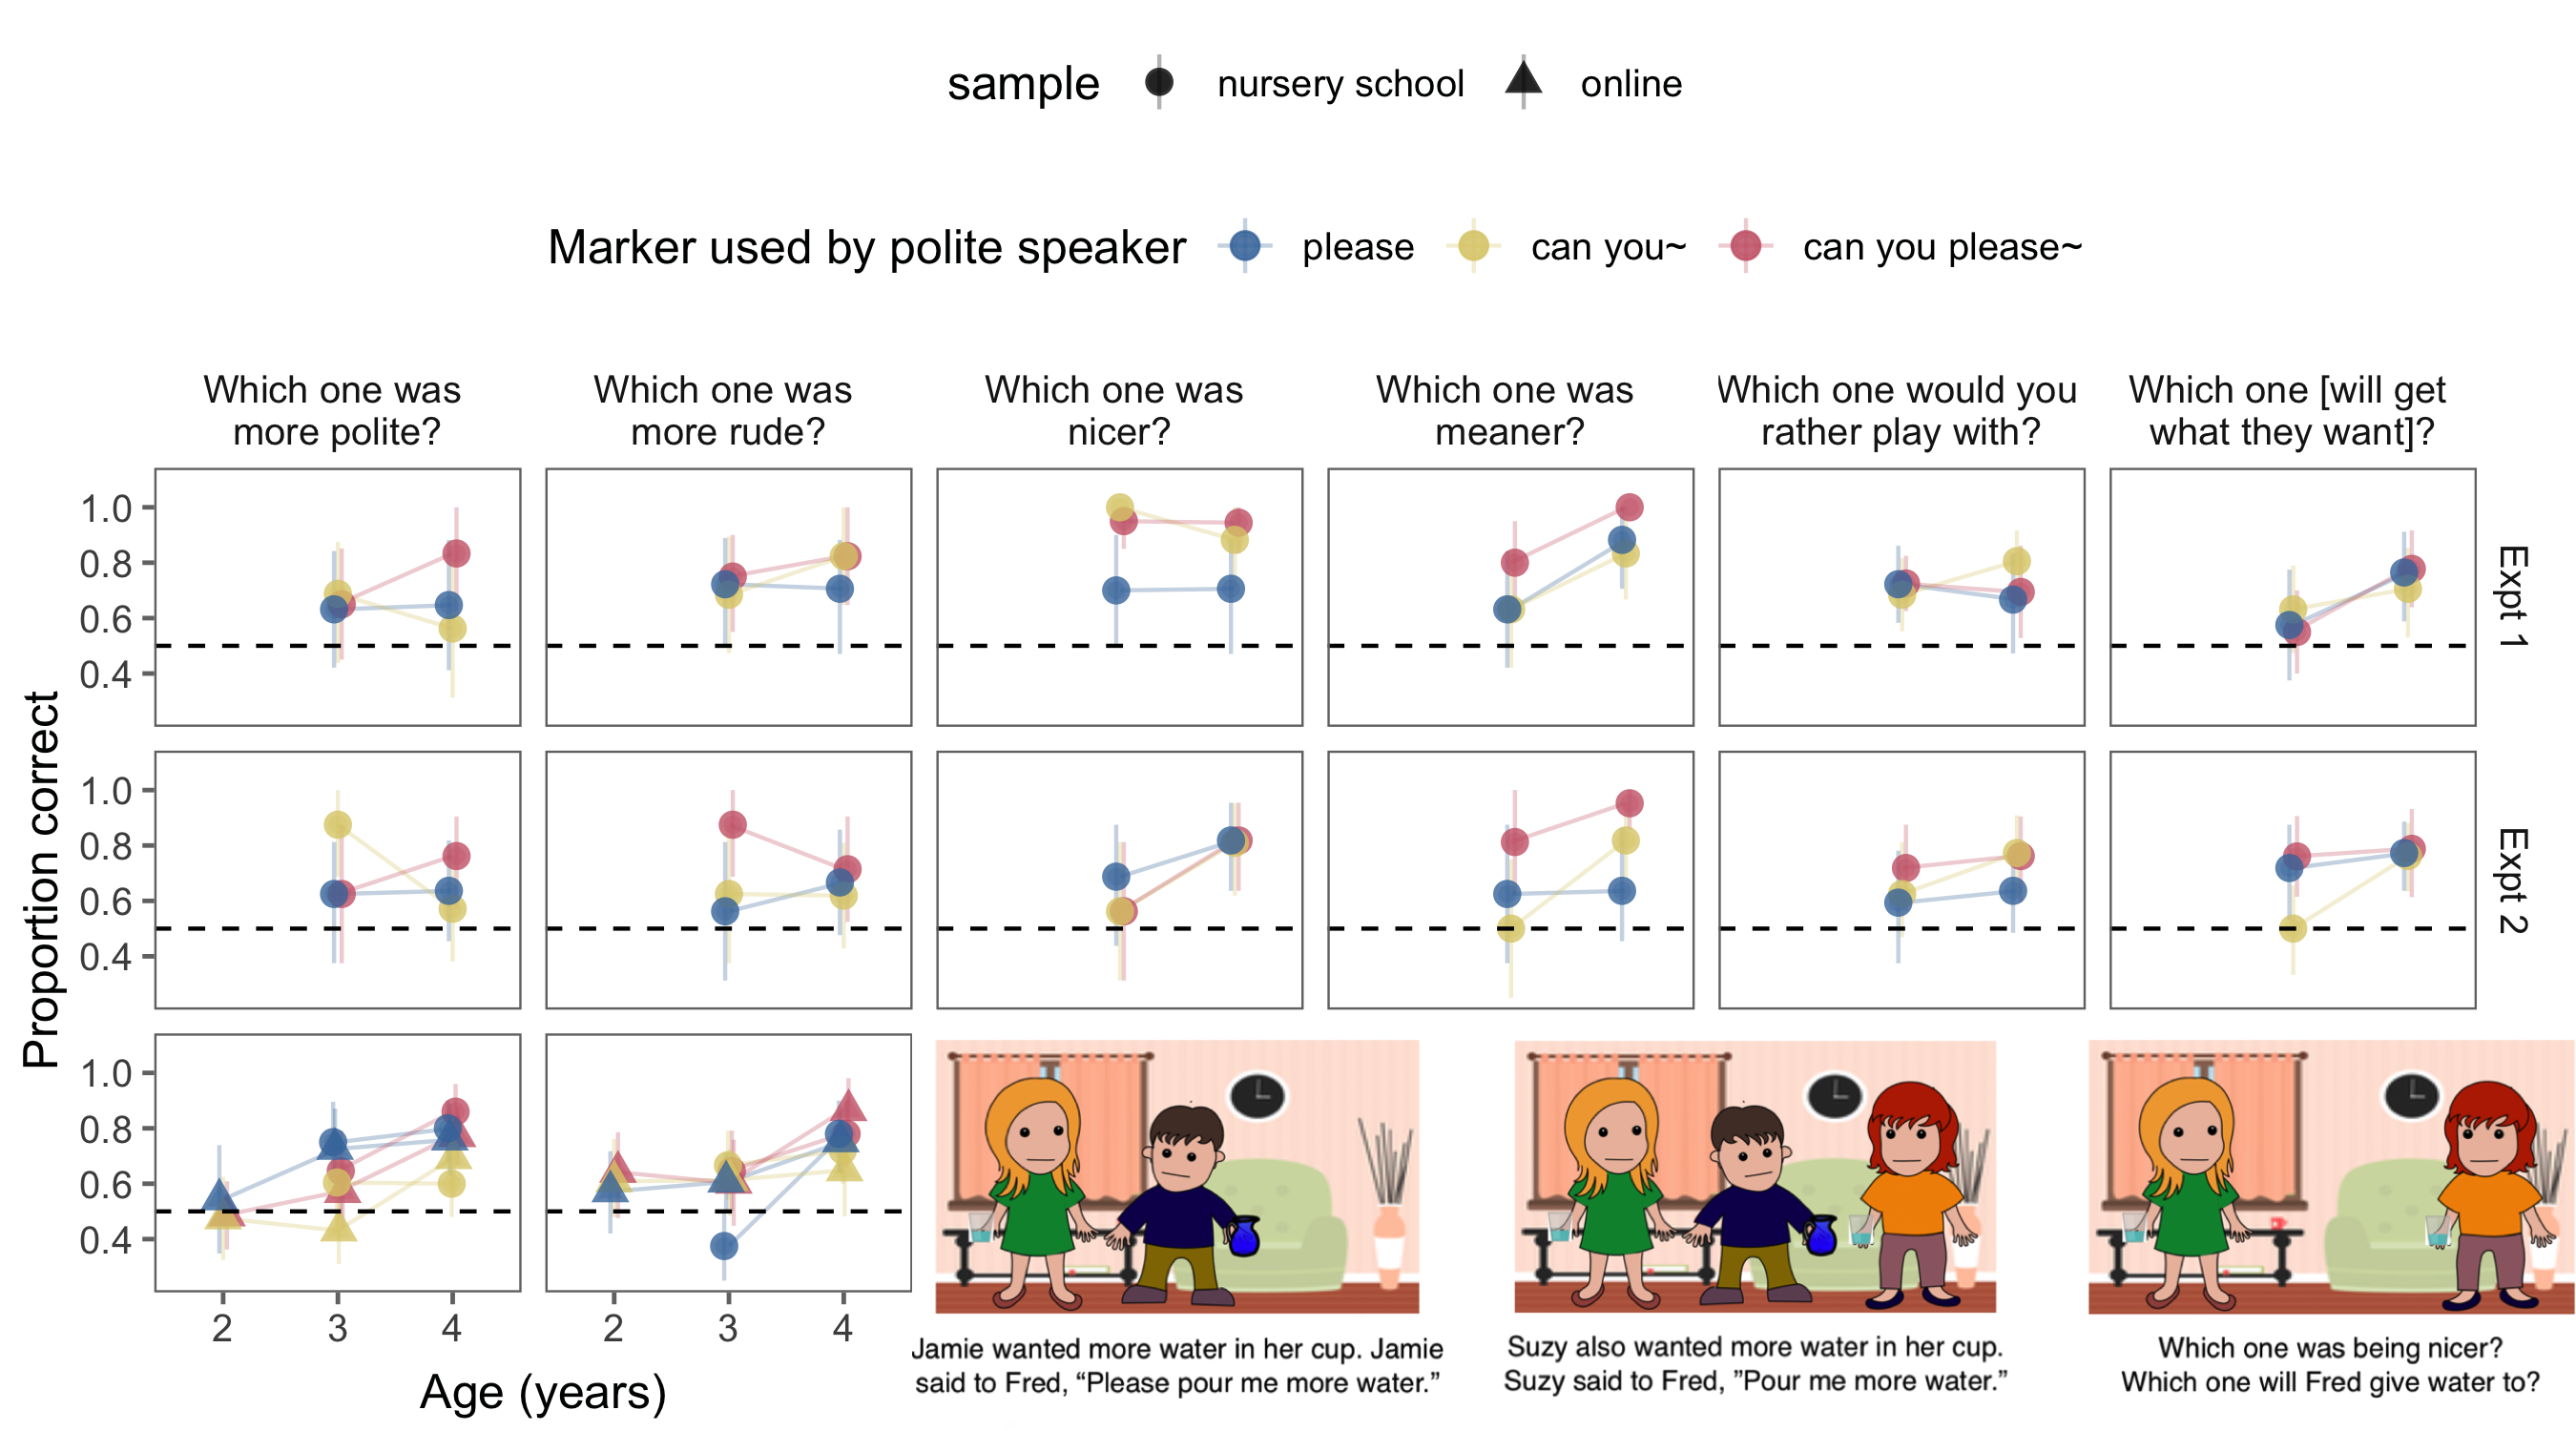 sample nursery school online
Marker used by polite speaker please can you~ can you please~
Which one was
more polite?
Which one was
more rude?
Which one was
nicer?
Which one was
meaner?
Which one would you
rather play with?
Which one [will get
what they want]?
Proportion correct
1.0
0.8
0.6
0.4
Expt 1
1.0
0.8
0.6
0.4
Expt 2
1.0
0.8
0.6
0.4
2 3 4
2 3 4
Age (years)
Jamie wanted more water in her cup. Jamie
said to Fred, “Please pour me more water.”
Suzy also wanted more water in her cup.
Suzy said to Fred, ”Pour me more water.”
Which one was being nicer?
Which one will Fred give water to?